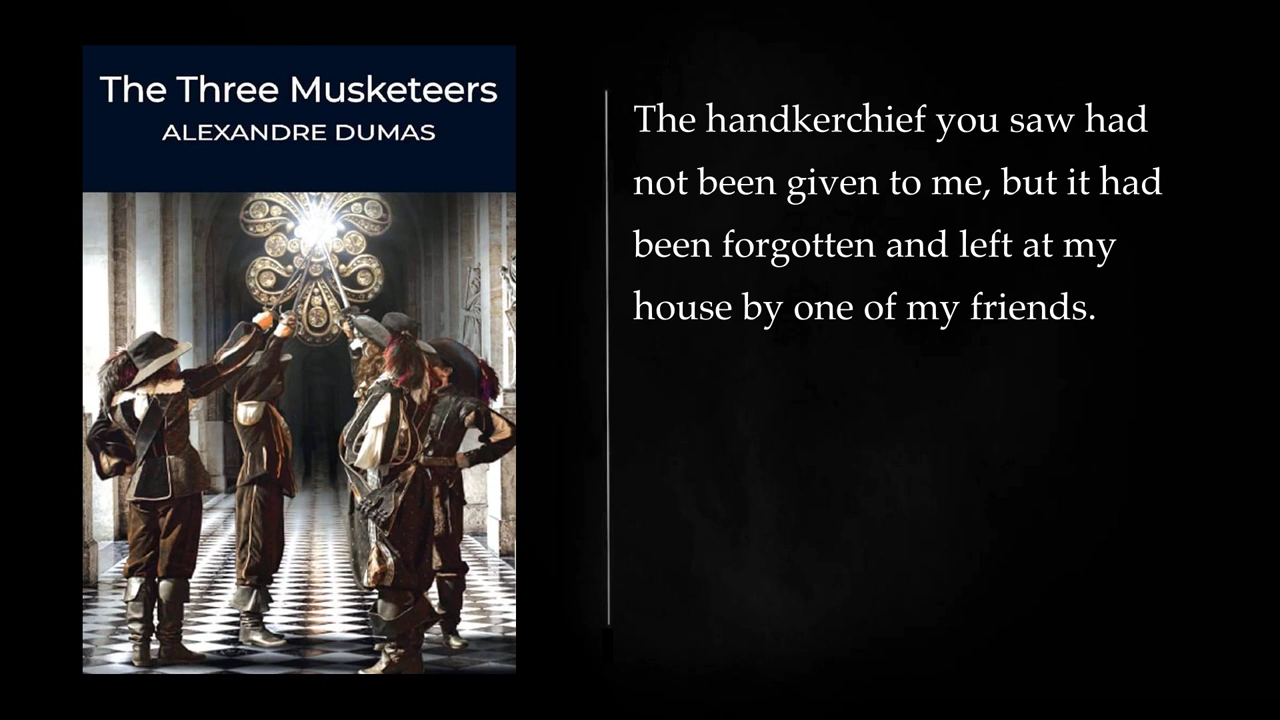 The Three Musketeers
ALEXANDRE DUMAS
The handkerchief you saw had
not been given to me, but it had
been forgotten and left at my
house by one of my friends.